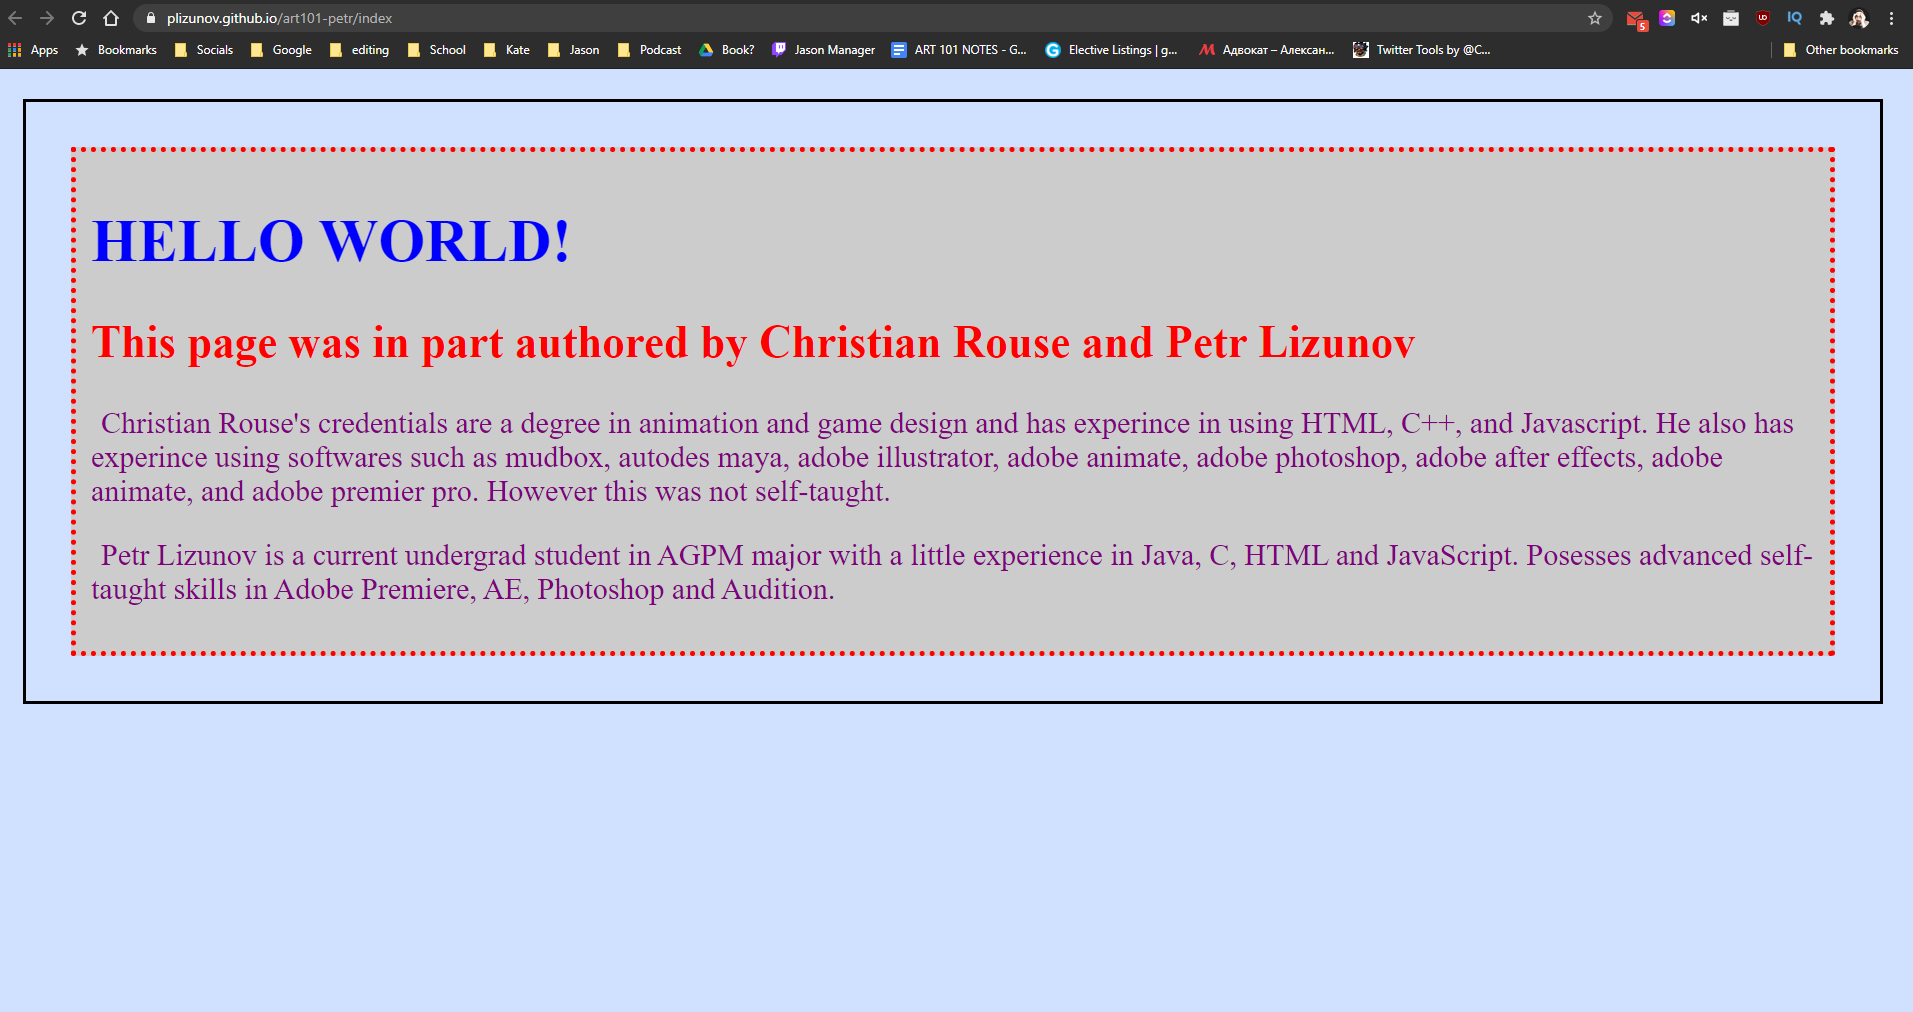 plizunov.github.io/art101-petr/index
5
Apps Bookmarks Socials Google editing School Kate Jason Podcast Book? Jason Manager ART 101 NOTES - G... Elective Listings | g... Адвокат – Алексан... Twitter Tools by @C... Other bookmarks
HELLO WORLD!
This page was in part authored by Christian Rouse and Petr Lizunov
Christian Rouse's credentials are a degree in animation and game design and has experince in using HTML, C++, and Javascript. He also has
experince using softwares such as mudbox, autodes maya, adobe illustrator, adobe animate, adobe photoshop, adobe after effects, adobe
animate, and adobe premier pro. However this was not self-taught.
Petr Lizunov is a current undergrad student in AGPM major with a little experience in Java, C, HTML and JavaScript. Posesses advanced self-
taught skills in Adobe Premiere, AE, Photoshop and Audition.